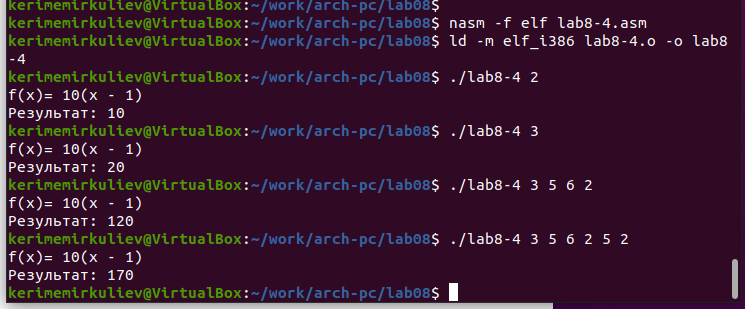 kerimemirkuliev@VirtualBox:~/work/arch-pc/lab08$
kerimemirkuliev@VirtualBox:~/work/arch-pc/lab08$ nasm -f elf lab8-4.asm
kerimemirkuliev@VirtualBox:~/work/arch-pc/lab08$ ld -m elf_i386 lab8-4.o -o lab8
-4
kerimemirkuliev@VirtualBox:~/work/arch-pc/lab08$ ./lab8-4 2
f(x)= 10(x - 1)
Результат: 10
kerimemirkuliev@VirtualBox:~/work/arch-pc/lab08$ ./lab8-4 3
f(x)= 10(x - 1)
Результат: 20
kerimemirkuliev@VirtualBox:~/work/arch-pc/lab08$ ./lab8-4 3 5 6 2
f(x)= 10(x - 1)
Результат: 120
kerimemirkuliev@VirtualBox:~/work/arch-pc/lab08$ ./lab8-4 3 5 6 2 5 2
f(x)= 10(x - 1)
Результат: 170
kerimemirkuliev@VirtualBox:~/work/arch-pc/lab08$